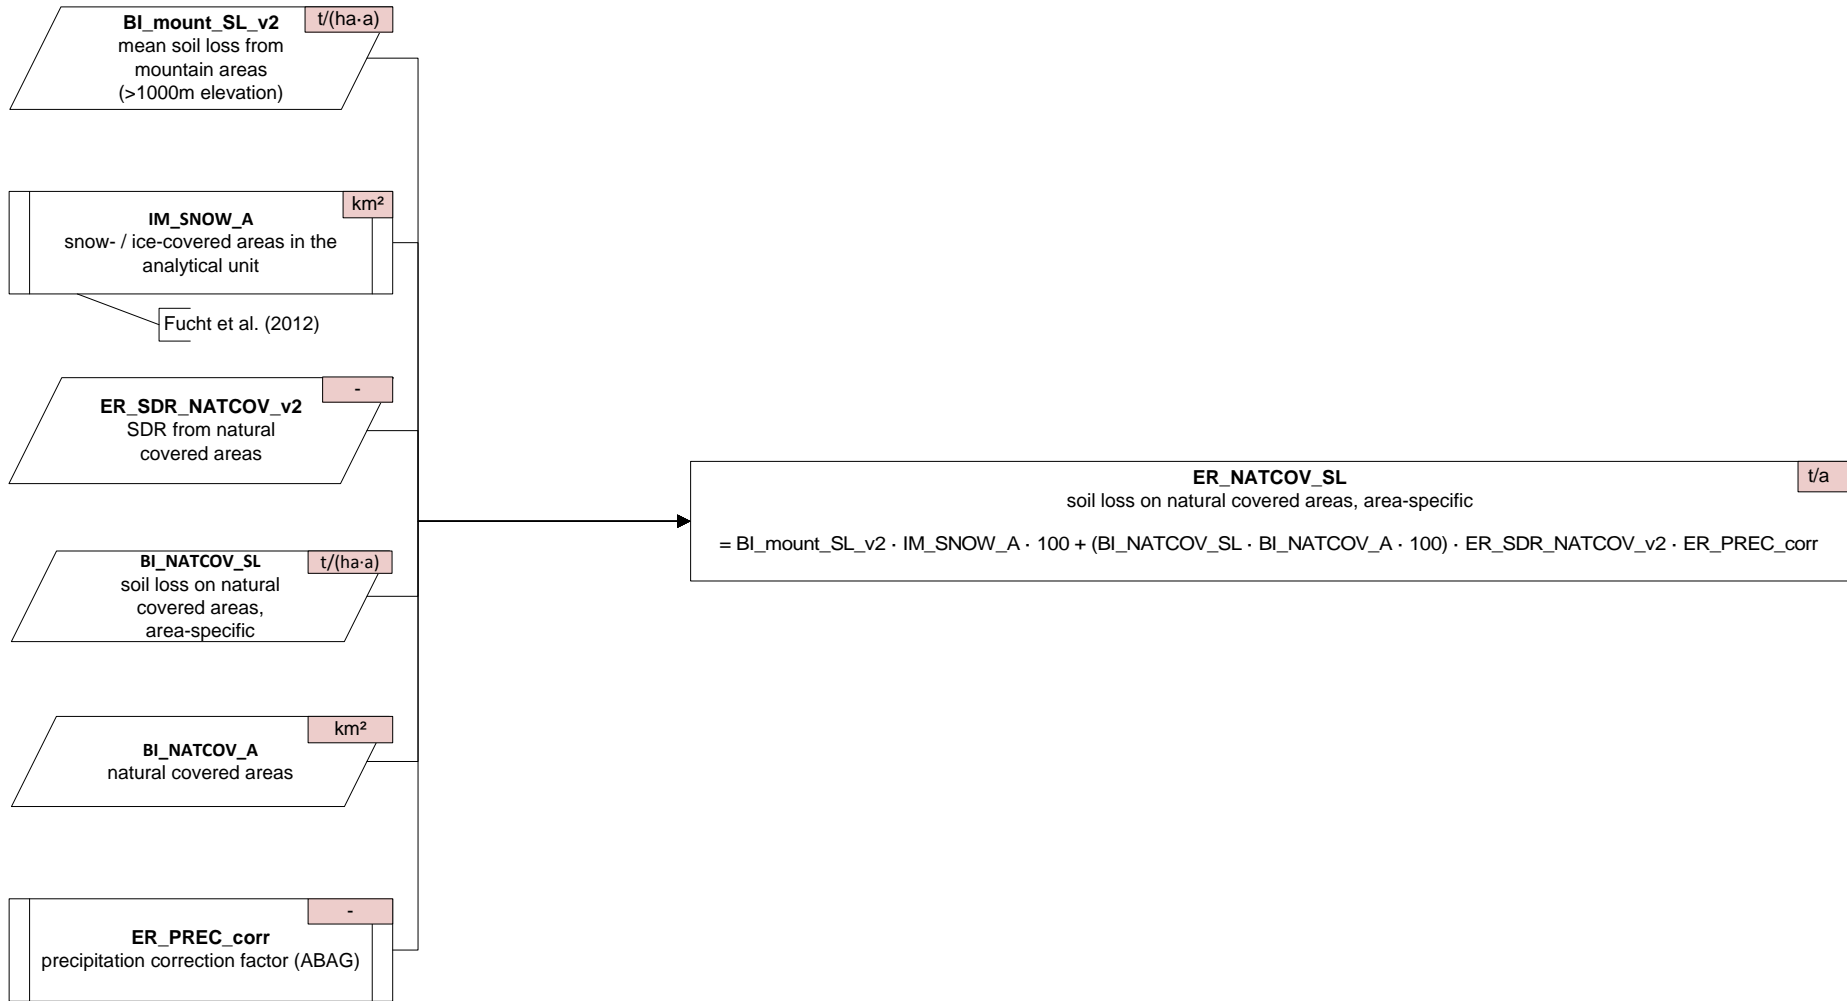 BI_mount_SL_v2
t/(ha·a)
mean soil loss from
mountain areas
(>1000m elevation)
km²
IM_SNOW_A
snow- / ice-covered areas in the
analytical unit
Fucht et al. (2012)
-
ER_SDR_NATCOV_v2
SDR from natural
covered areas
ER_NATCOV_SL
t/a
soil loss on natural covered areas, area-specific
= BI_mount_SL_v2 · IM_SNOW_A · 100 + (BI_NATCOV_SL · BI_NATCOV_A · 100) · ER_SDR_NATCOV_v2 · ER_PREC_corr
BI_NATCOV_SL
t/(ha·a)
soil loss on natural
covered areas,
area-specific
km²
BI_NATCOV_A
natural covered areas
-
ER_PREC_corr
precipitation correction factor (ABAG)